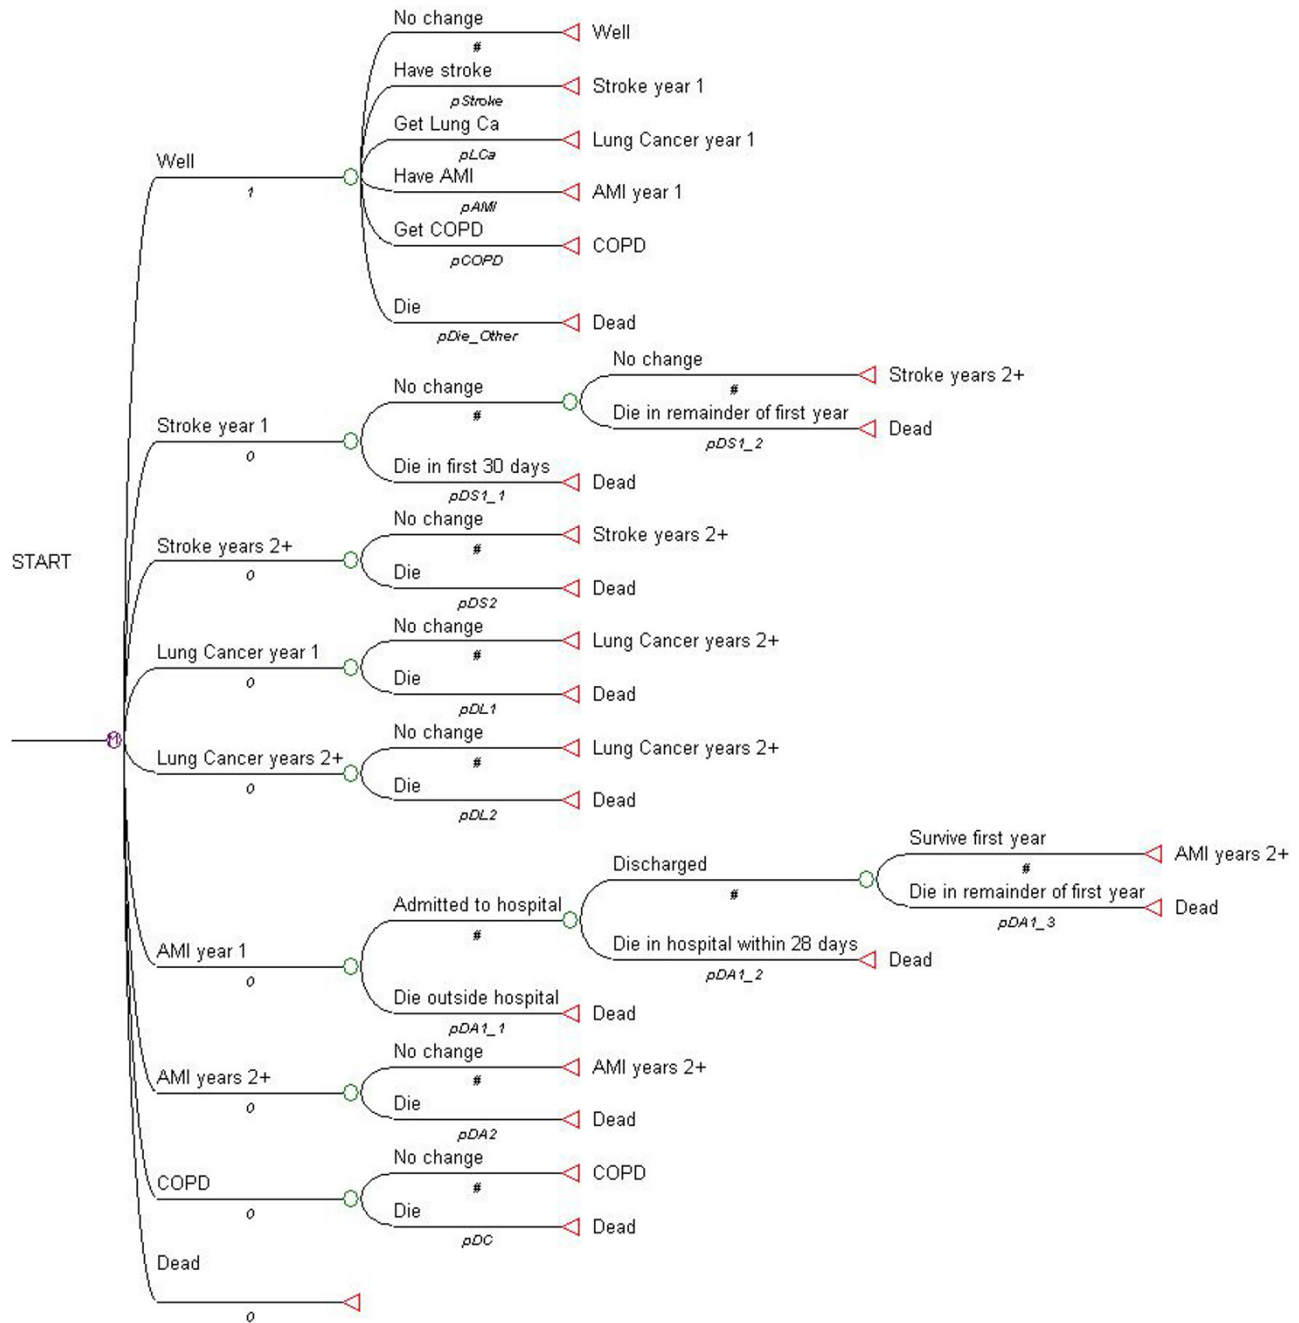 No change
#
Well
Have stroke
pStroke
Stroke year 1
Get Lung Ca
pLCa
Lung Cancer year 1
Well
1
Have AMI
pAMI
AMI year 1
Get COPD
pCOPD
COPD
Die
pDie_Other
Dead
No change
#
Stroke years 2+
No change
#
Die in remainder of first year
pDS1_2
Dead
Stroke year 1
0
Die in first 30 days
pDS1_1
Dead
No change
#
Stroke years 2+
START
Stroke years 2+
0
Die
pDS2
Dead
No change
#
Lung Cancer years 2+
Lung Cancer year 1
0
Die
pDL1
Dead
M
No change
#
Lung Cancer years 2+
Lung Cancer years 2+
0
Die
pDL2
Dead
Survive first year
#
AMI years 2+
Discharged
#
Die in remainder of first year
pDA1_3
Dead
Admitted to hospital
#
Die in hospital within 28 days
pDA1_2
Dead
AMI year 1
0
Die outside hospital
pDA1_1
Dead
No change
#
AMI years 2+
AMI years 2+
0
Die
pDA2
Dead
No change
#
COPD
COPD
0
Die
pDC
Dead
Dead
0